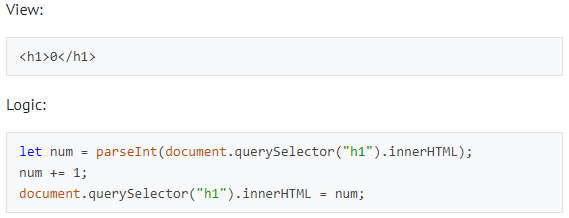 View:
<h1>0</h1>
Logic:
let num = parseInt(document.querySelector("h1").innerHTML);
num += 1;
document.querySelector("h1").innerHTML = num;